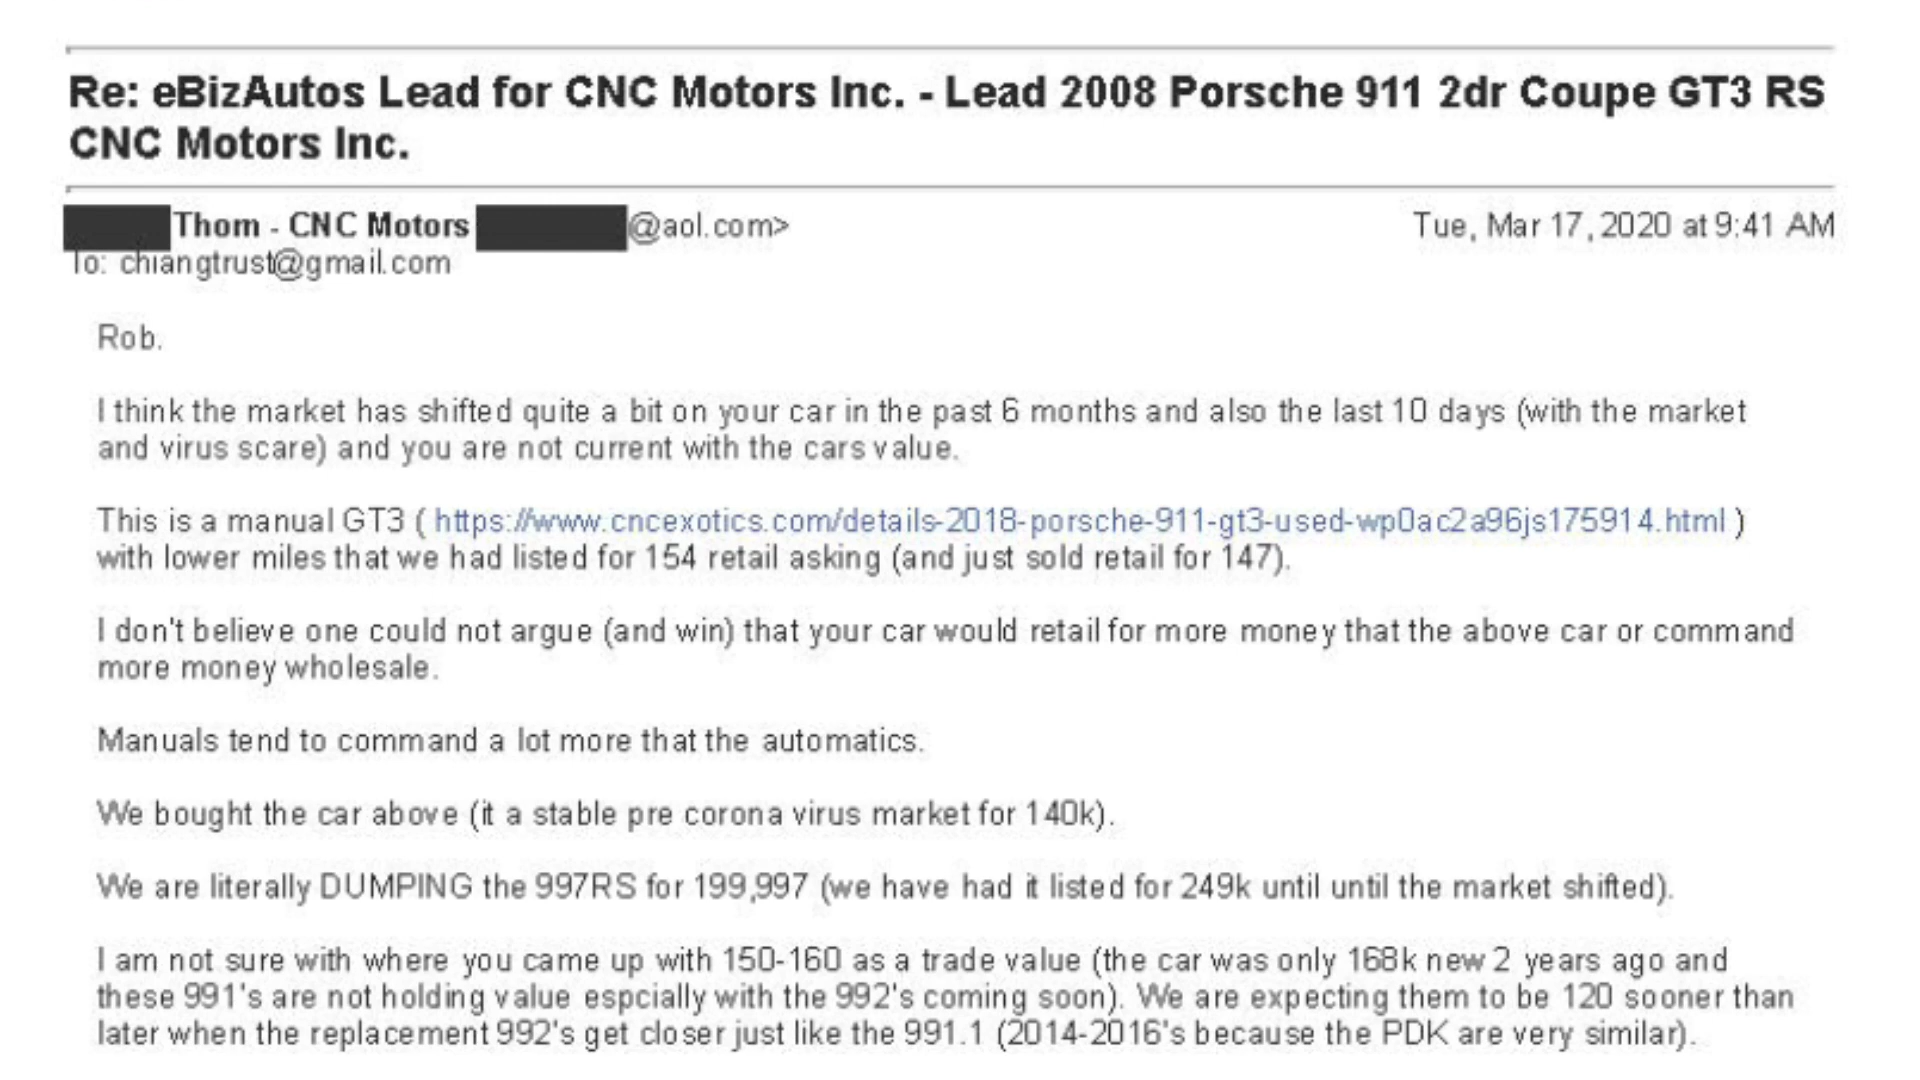 Re: eBizAutos Lead for CNC Motors Inc. - Lead 2008 Porsche 911 2dr Coupe GT3 RS
CNC Motors Inc.
Thom - CNC Motors @aol.com>
Tue, Mar 17, 2020 at 9:41 AM
To: chiangtrust@gmail.com
Rob.
I think the market has shifted quite a bit on your car in the past 6 months and also the last 10 days (with the market
and virus scare) and you are not current with the cars value.
This is a manual GT3 ( https://www.cncexotics.com/details-2018-porsche-911-gt3-used-wp0ac2a96js175914.html )
with lower miles that we had listed for 154 retail asking (and just sold retail for 147).
I don't believe one could not argue (and win) that your car would retail for more money that the above car or command
more money wholesale.
Manuals tend to command a lot more that the automatics.
We bought the car above (it a stable pre corona virus market for 140k).
We are literally DUMPING the 997RS for 199,997 (we have had it listed for 249k until until the market shifted).
I am not sure with where you came up with 150-160 as a trade value (the car was only 168k new 2 years ago and
these 991's are not holding value espcially with the 992's coming soon). We are expecting them to be 120 sooner than
later when the replacement 992's get closer just like the 991.1 (2014-2016's because the PDK are very similar).